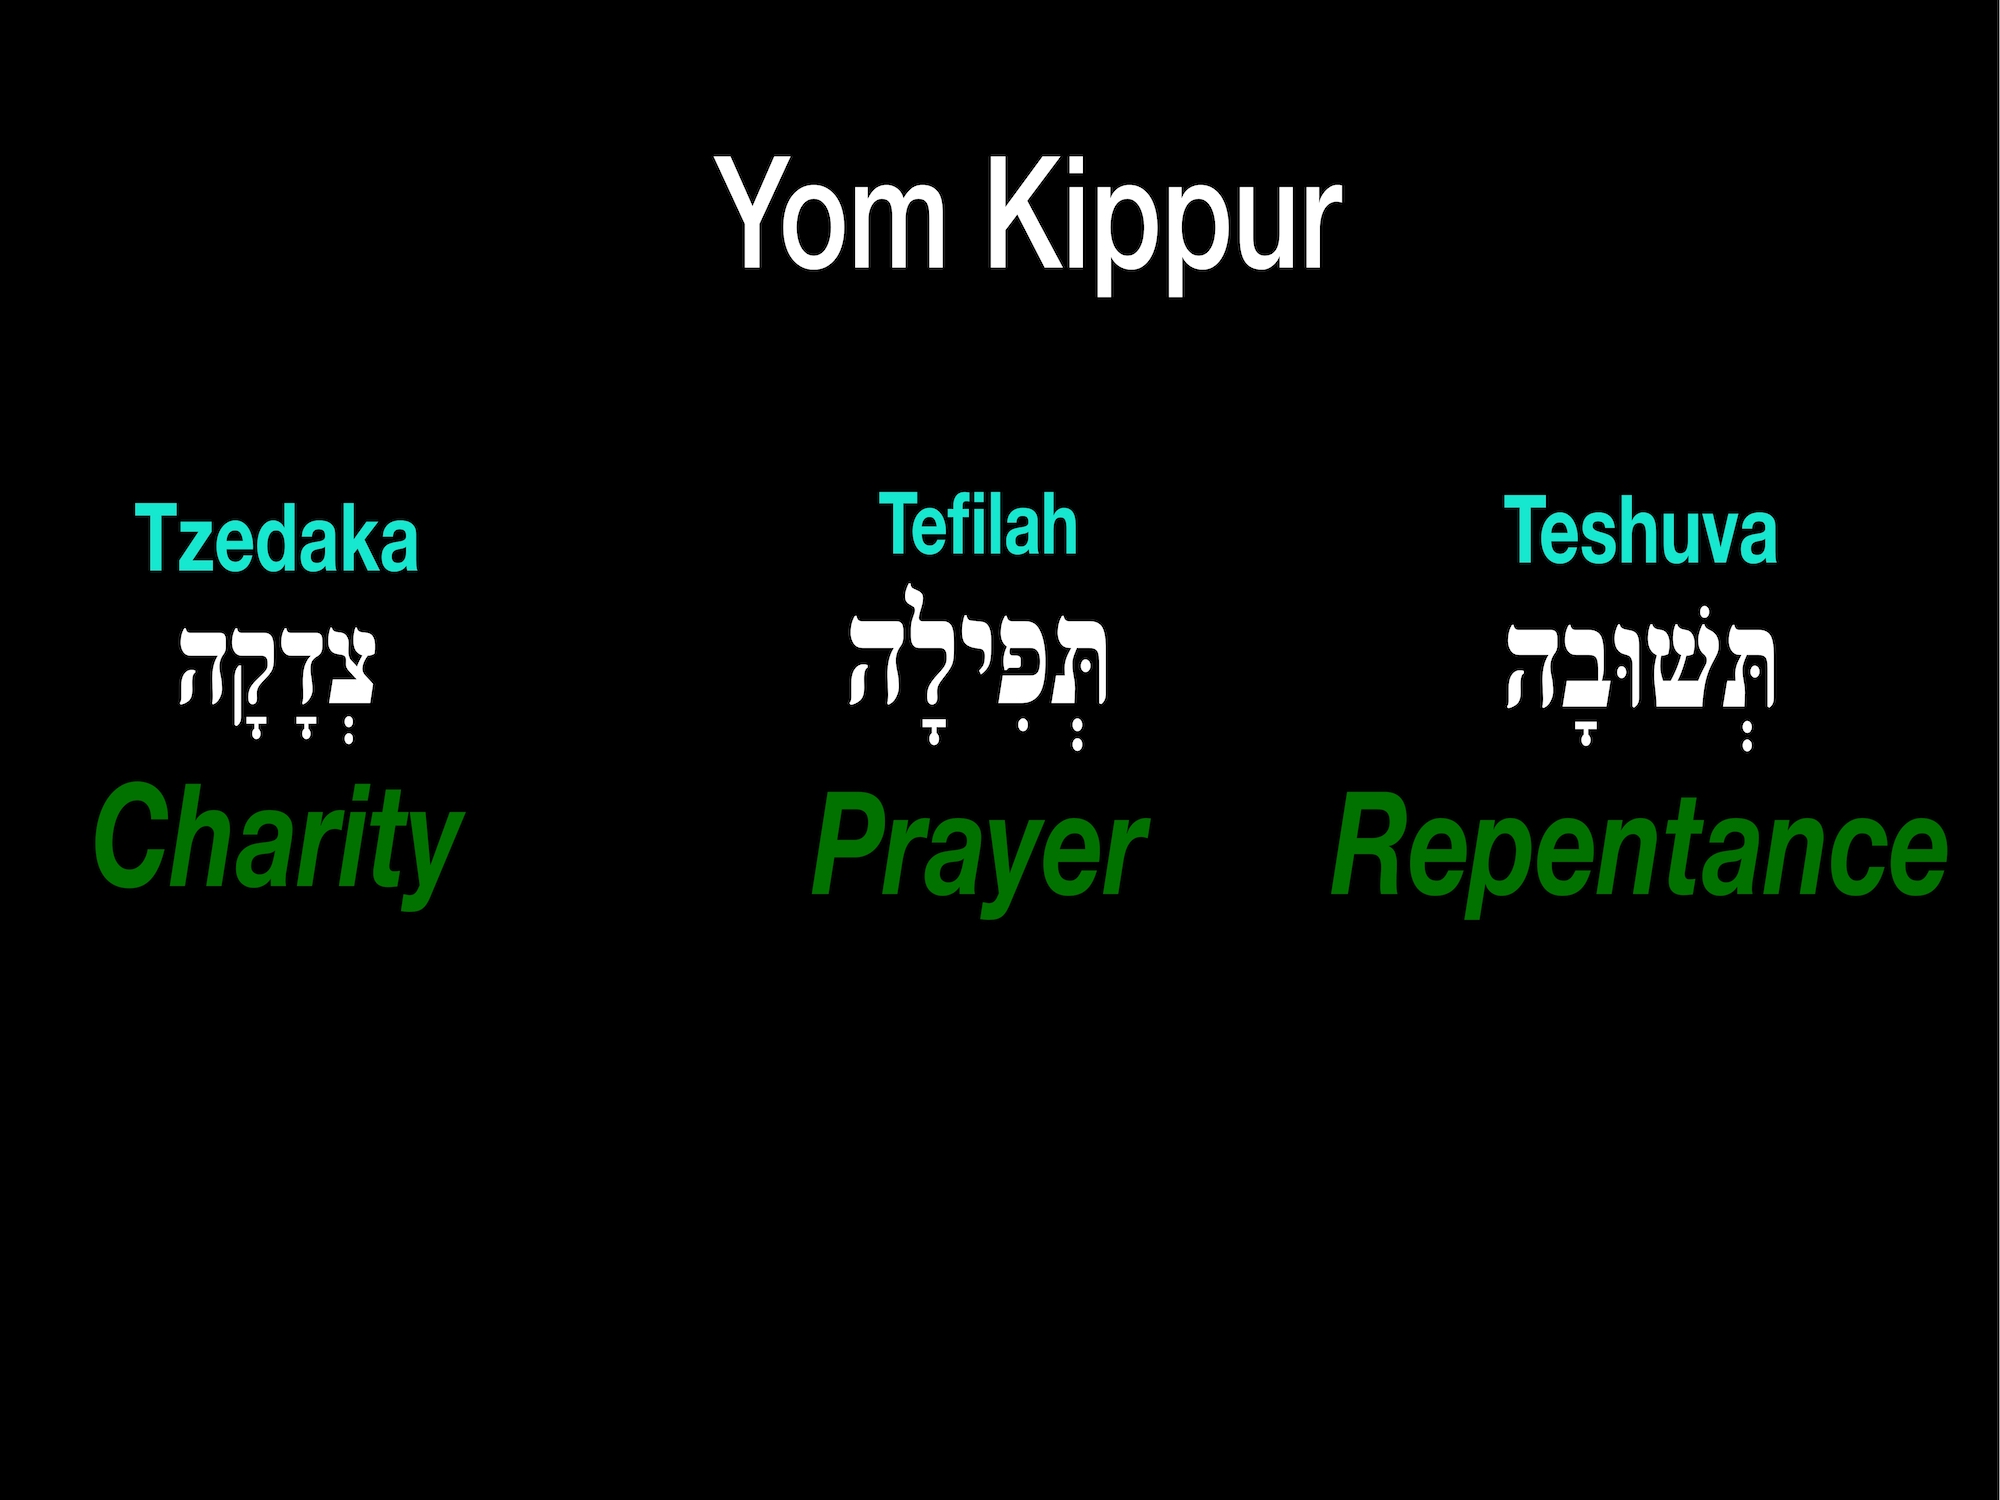 Yom Kippur
Tzedaka
צְדָקָה
Charity
Tefilah
תְּפִילָה
Prayer
Teshuva
תְּשׁוּבָה
Repentance